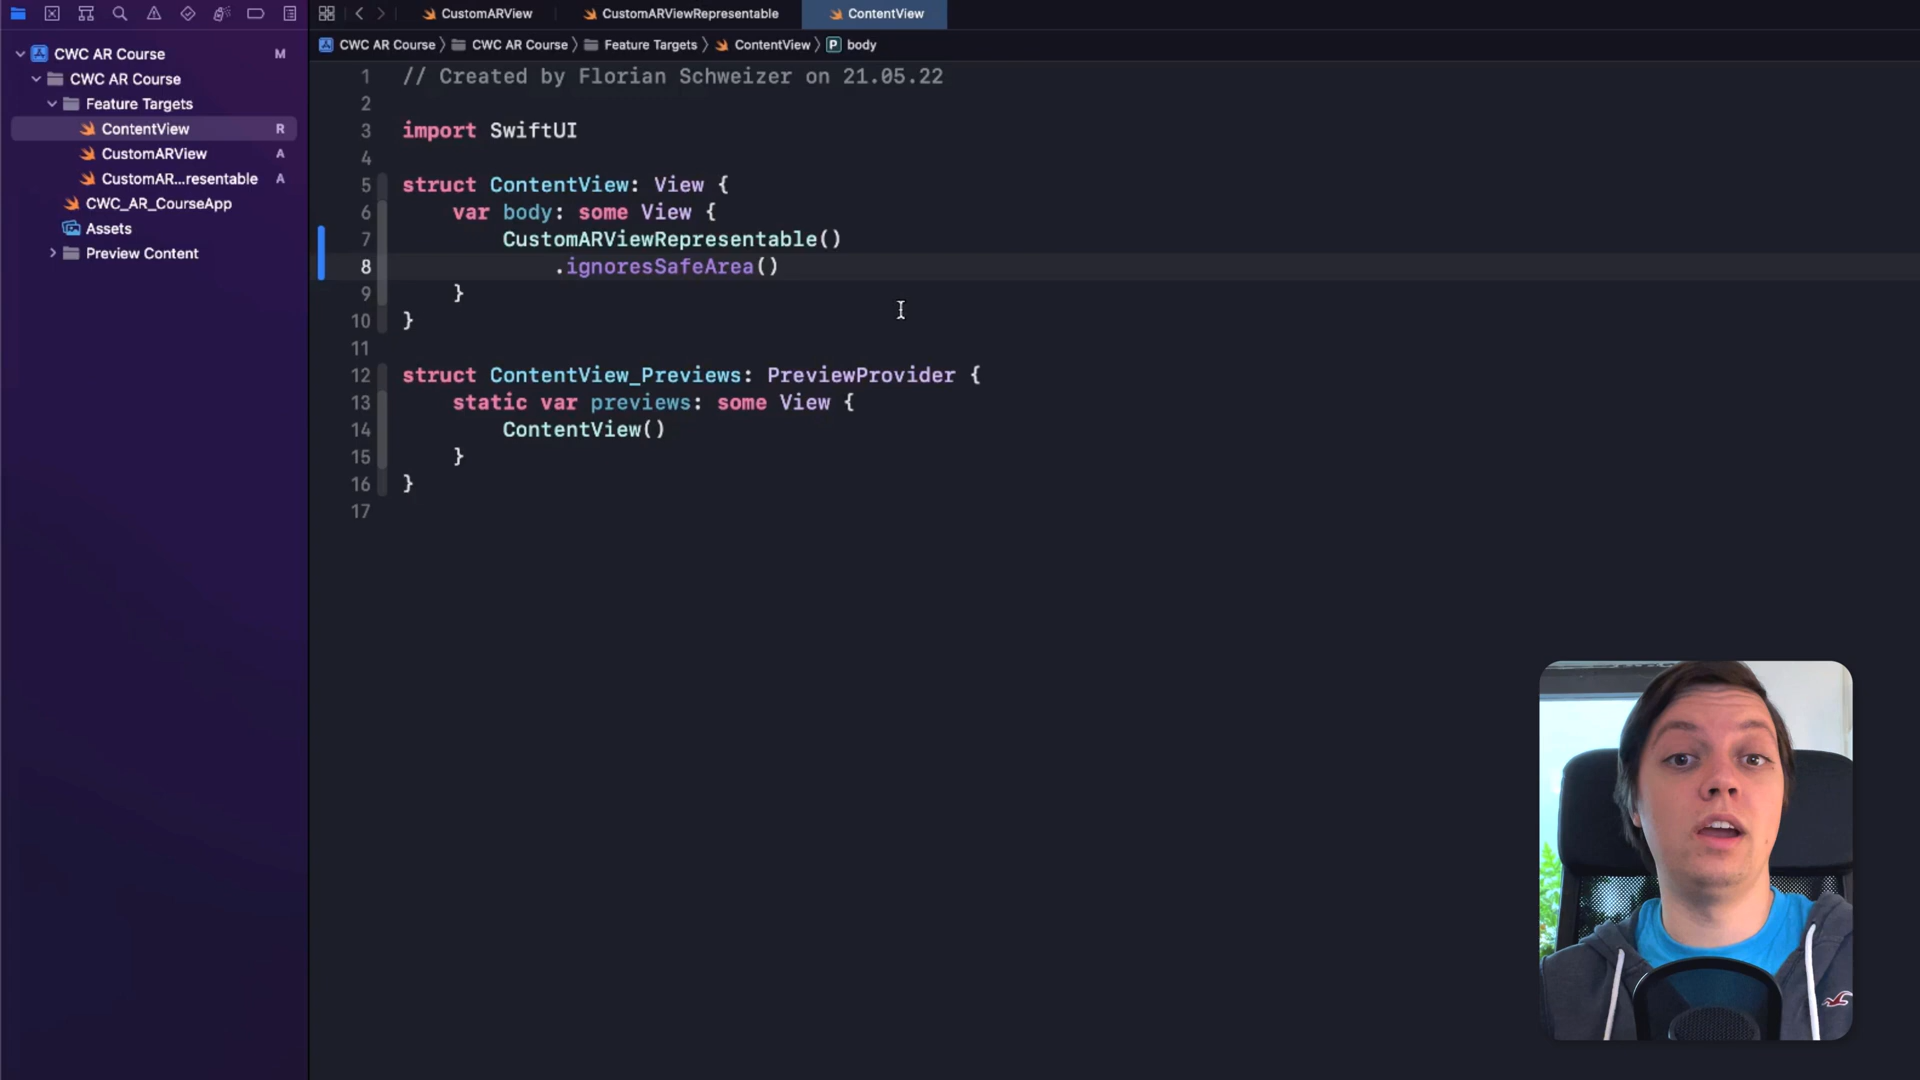 CustomARView
CustomARViewRepresentable
ContentView
CWC AR Course
M
CWC AR Course
CWC AR Course
Feature Targets
ContentView
body
CWC AR Course
Feature Targets
ContentView
R
CustomARView
A
CustomAR...resentable
A
CWC_AR_CourseApp
Assets
Preview Content
1 // Created by Florian Schweizer on 21.05.22
2
3 import SwiftUI
4
5 struct ContentView: View {
6 var body: some View {
7 CustomARViewRepresentable()
8 .ignoresSafeArea()
9 }
10 }
11
12 struct ContentView_Previews: PreviewProvider {
13 static var previews: some View {
14 ContentView()
15 }
16 }
17